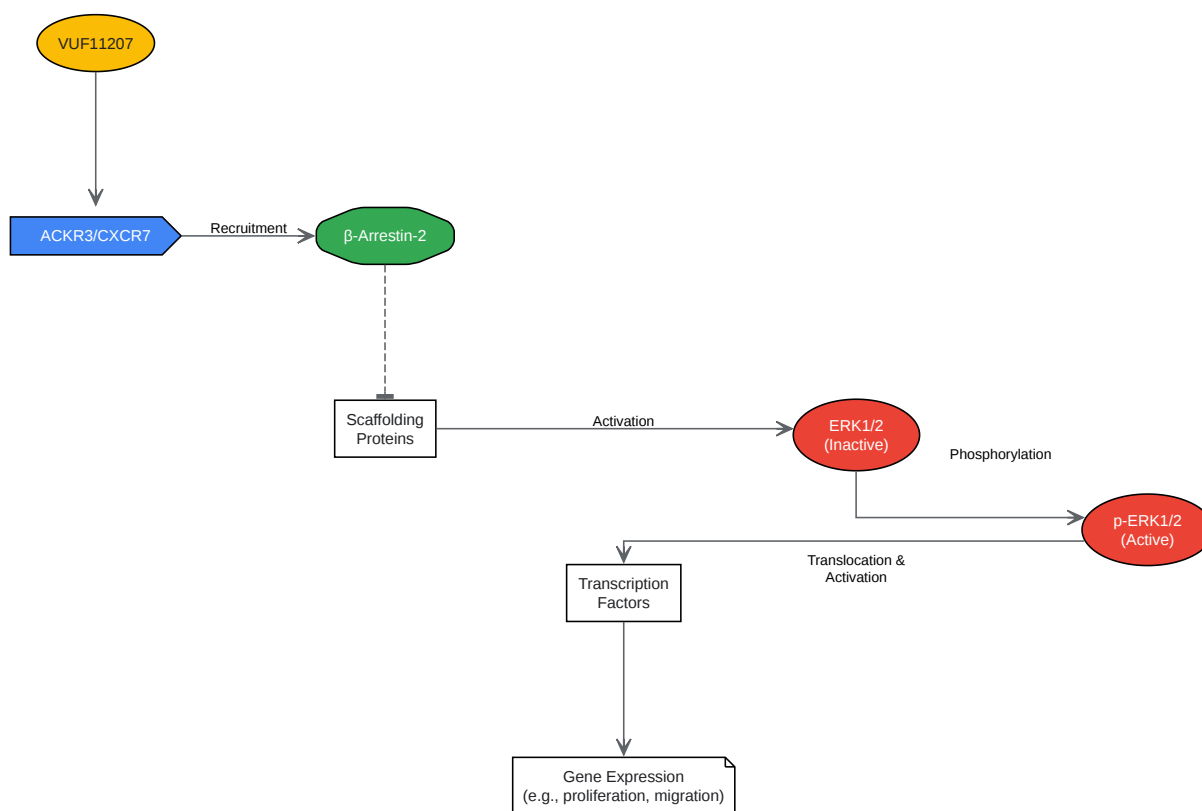 VUF11207
ACKR3/CXCR7
Recruitment
β-Arrestin-2
Scaffolding
Proteins
Activation
ERK1/2
(Inactive)
Phosphorylation
p-ERK1/2
(Active)
Translocation &
Activation
Transcription
Factors
Gene Expression
(e.g., proliferation, migration)